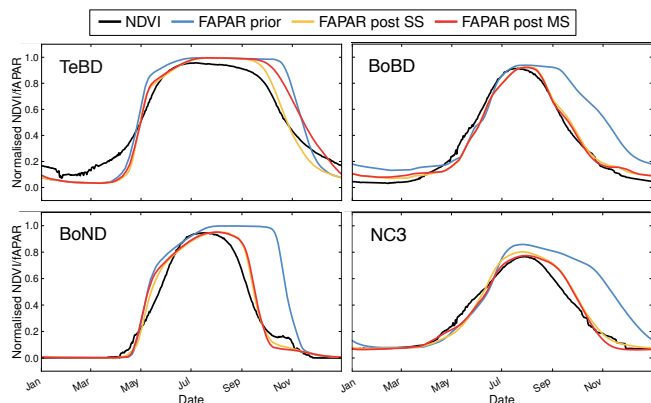 NDVI FAPAR prior FAPAR post SS FAPAR post MS
Normalised NDVI/fAPAR
1.0
0.8
0.6
0.4
0.2
0.0
TeBD
BoBD
Normalised NDVI/fAPAR
1.0
0.8
0.6
0.4
0.2
0.0
BoND
NC3
Jan Mar May Jul Sep Nov
Jan Mar May Jul Sep Nov
Date
Date